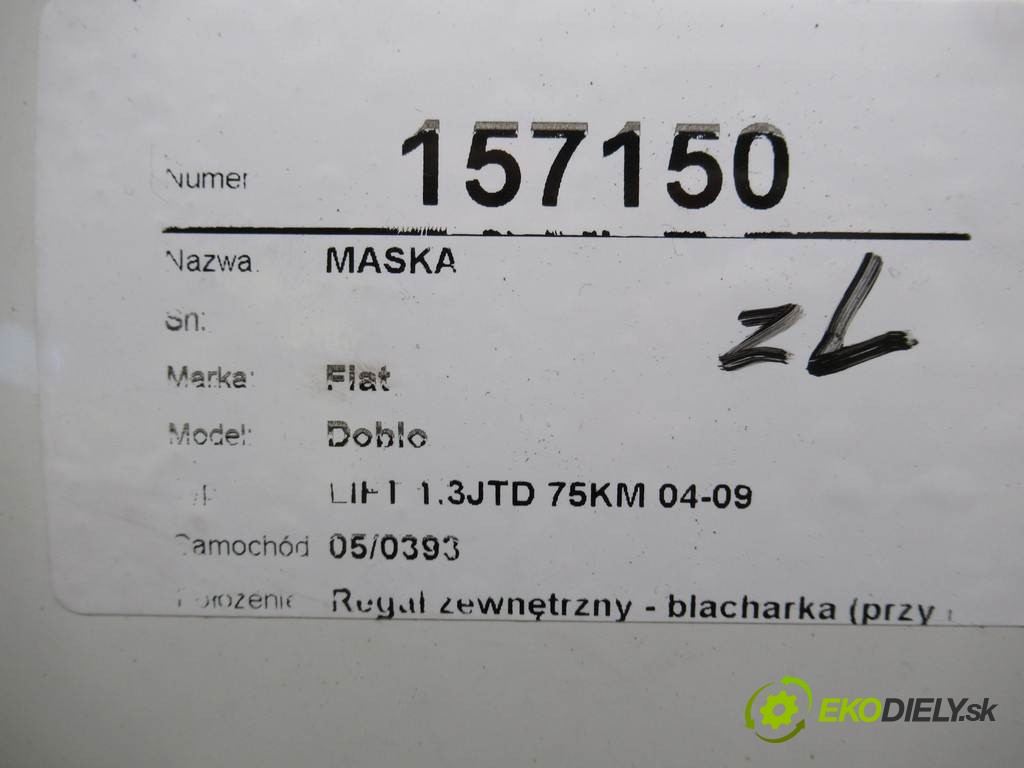 Numer 157150
Nazwa: MASKA
Sn:
Marka: Fiat
Model: Doblo
LIFT 1.3JTD 75KM 04-09
Samochód 05/0393
Położenie Regał zewnętrzny - blacharka (przy
ZL
EKODIELY.sk